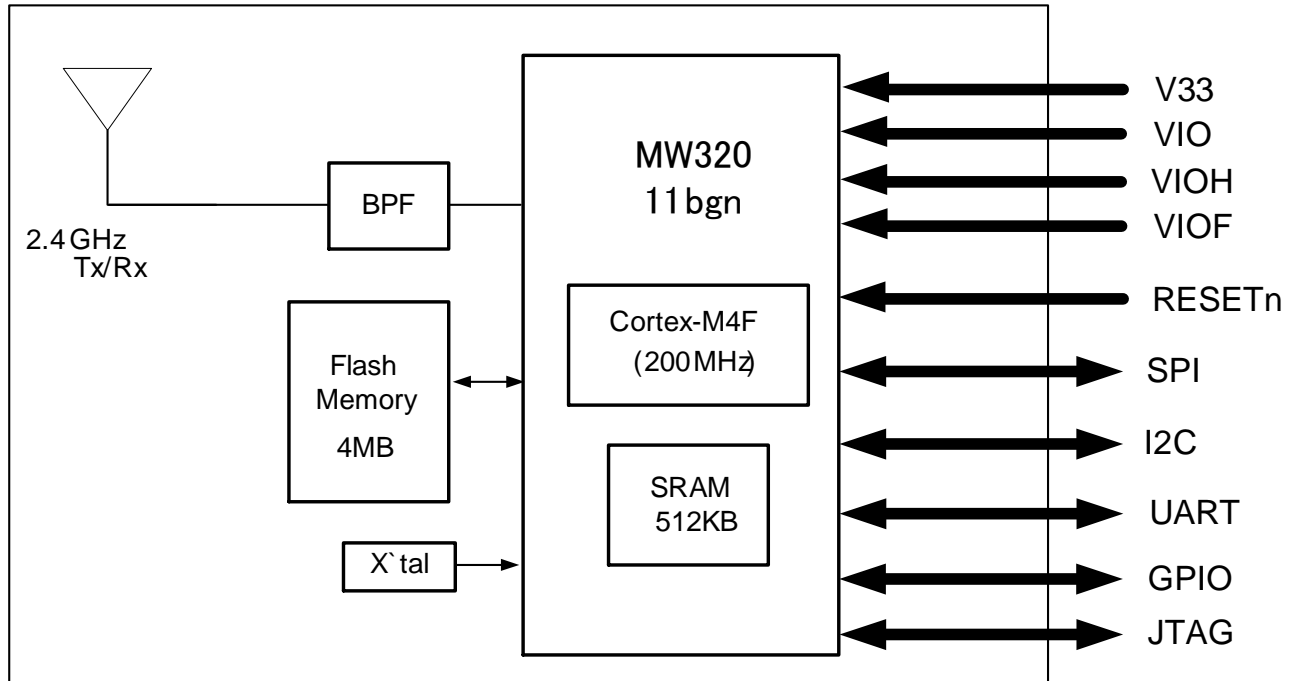 V33
VIO
MW320
11bgn
VIOH
BPF
VIOF
2.4GHz
Tx/Rx
RESETn
Cortex-M4F
(200MHz)
Flash
Memory
4MB
SPI
I2C
SRAM
512KB
UART
X`tal
GPIO
JTAG